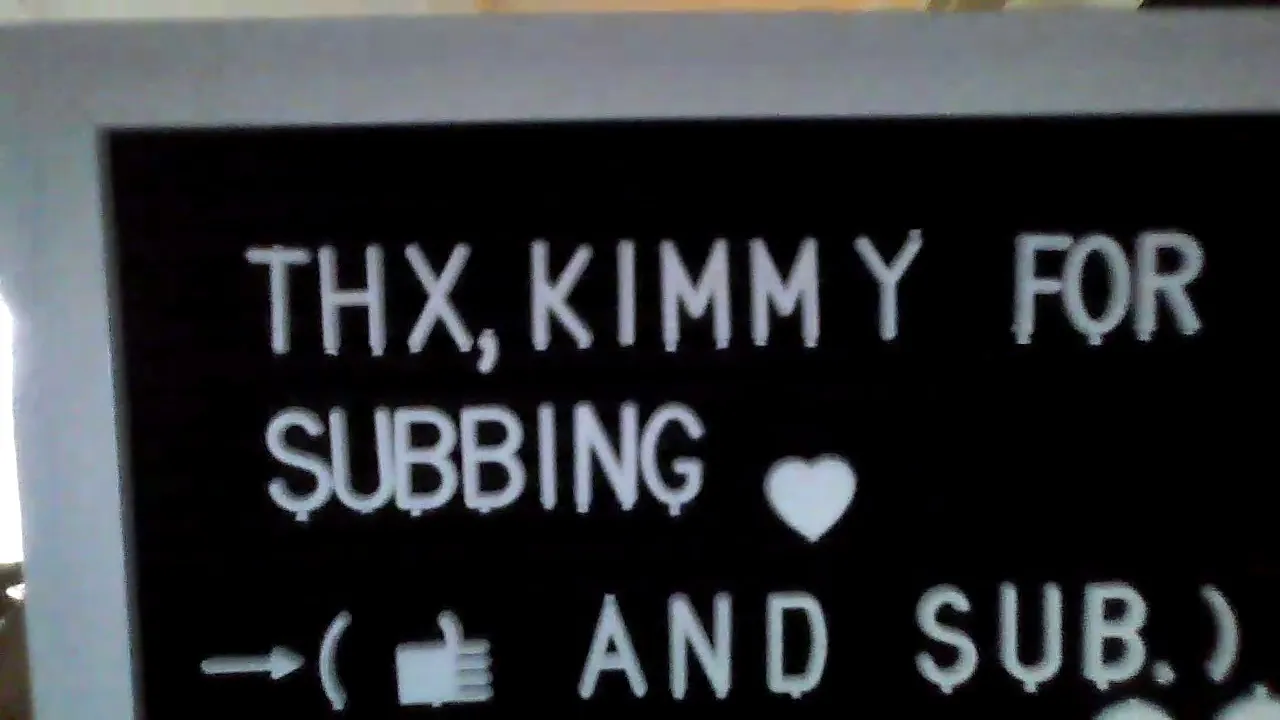 THX, KIMMY FOR
SUBBING ♥
→(👍 AND SUB.)